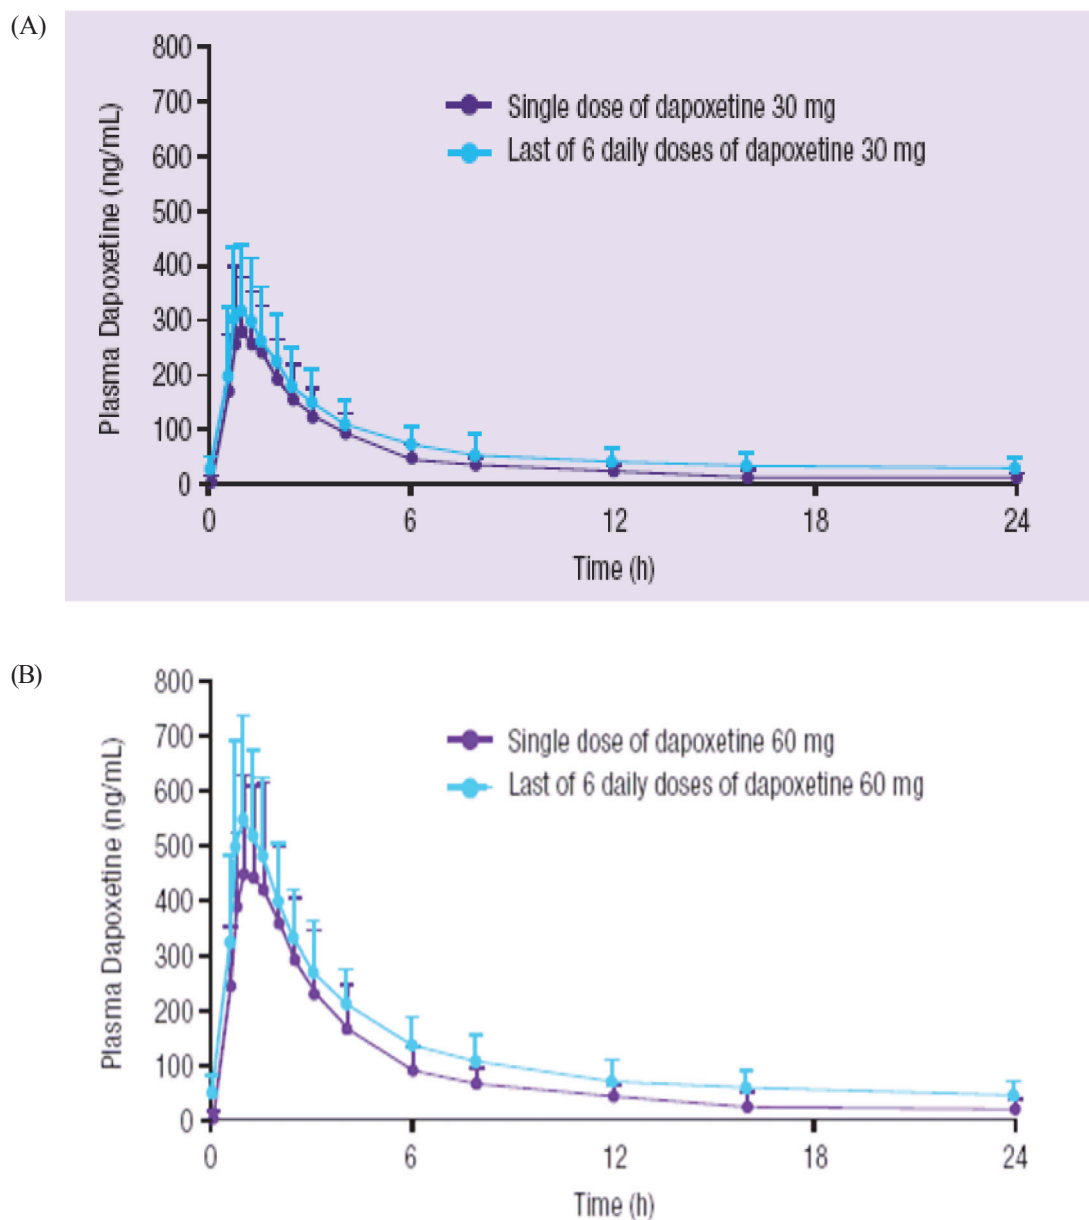 (A)
800
700
600
500
400
300
200
100
0
Plasma Dapoxetine (ng/mL)
Single dose of dapoxetine 30 mg
Last of 6 daily doses of dapoxetine 30 mg
0 6 12 18 24
Time (h)
(B)
800
700
600
500
400
300
200
100
0
Plasma Dapoxetine (ng/mL)
Single dose of dapoxetine 60 mg
Last of 6 daily doses of dapoxetine 60 mg
0 6 12 18 24
Time (h)